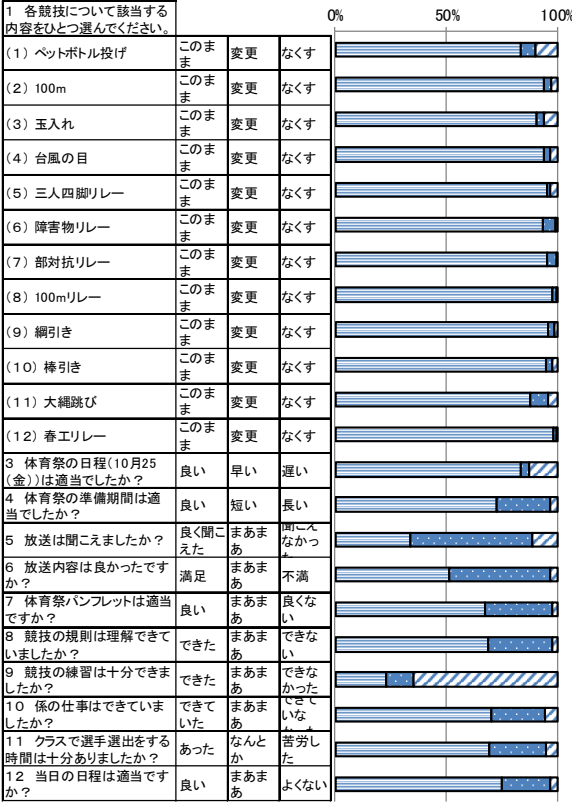 1　各競技について該当する
内容をひとつ選んでください。
0%　50%　100%
（1）ペットボトル投げ　このまま　変更　なくす
（2）100m　このまま　変更　なくす
（3）玉入れ　このまま　変更　なくす
（4）台風の目　このまま　変更　なくす
（5）三人四脚リレー　このまま　変更　なくす
（6）障害物リレー　このまま　変更　なくす
（7）部対抗リレー　このまま　変更　なくす
（8）100mリレー　このまま　変更　なくす
（9）綱引き　このまま　変更　なくす
（10）棒引き　このまま　変更　なくす
（11）大縄跳び　このまま　変更　なくす
（12）春エリレー　このまま　変更　なくす
3　体育祭の日程（10月25
（金））は適当でしたか？　良い　早い　遅い
4　体育祭の準備期間は適
当でしたか？　良い　短い　長い
5　放送は聞こえましたか？　良く聞こえた　まあまあ　聞こえなかっ
6　放送内容は良かったです
か？　満足　まあまあ　不満
7　体育祭パンフレットは適当
ですか？　良い　まあまあ　良くない
8　競技の規則は理解できて
いましたか？　できた　まあまあ　できない
9　競技の練習は十分できま
したか？　できた　まあまあ　できなかった
10　係の仕事はできていま
したか？　できていた　まあまあ　できていな
11　クラスで選手選出をする
時間は十分ありましたか？　あった　なんとか　苦労した
12　当日の日程は適当です
か？　良い　まあまあ　よくない